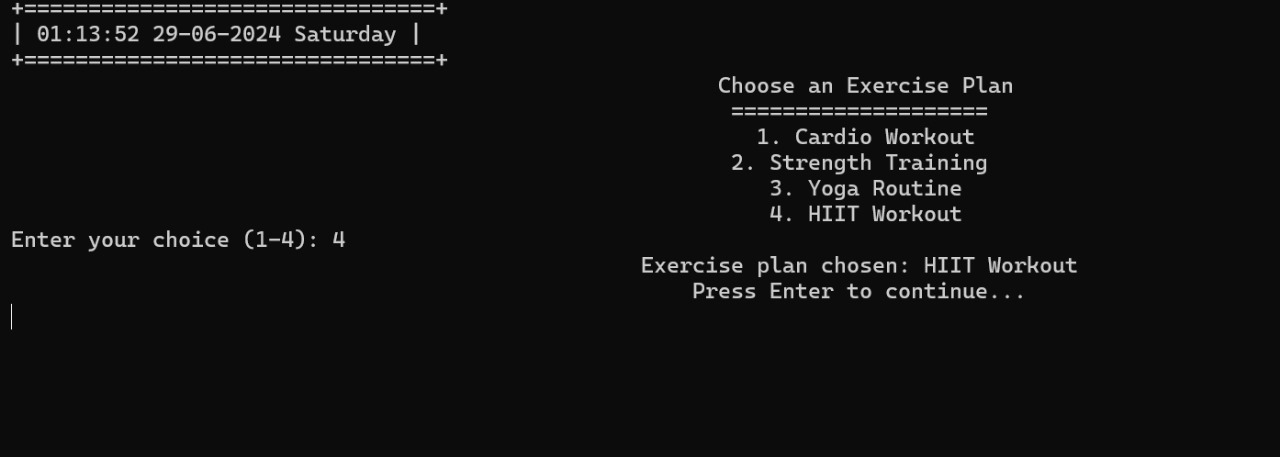 +================================+
| 01:13:52 29-06-2024 Saturday |
+================================+
Choose an Exercise Plan
====================
1. Cardio Workout
2. Strength Training
3. Yoga Routine
4. HIIT Workout
Enter your choice (1-4): 4
Exercise plan chosen: HIIT Workout
Press Enter to continue...